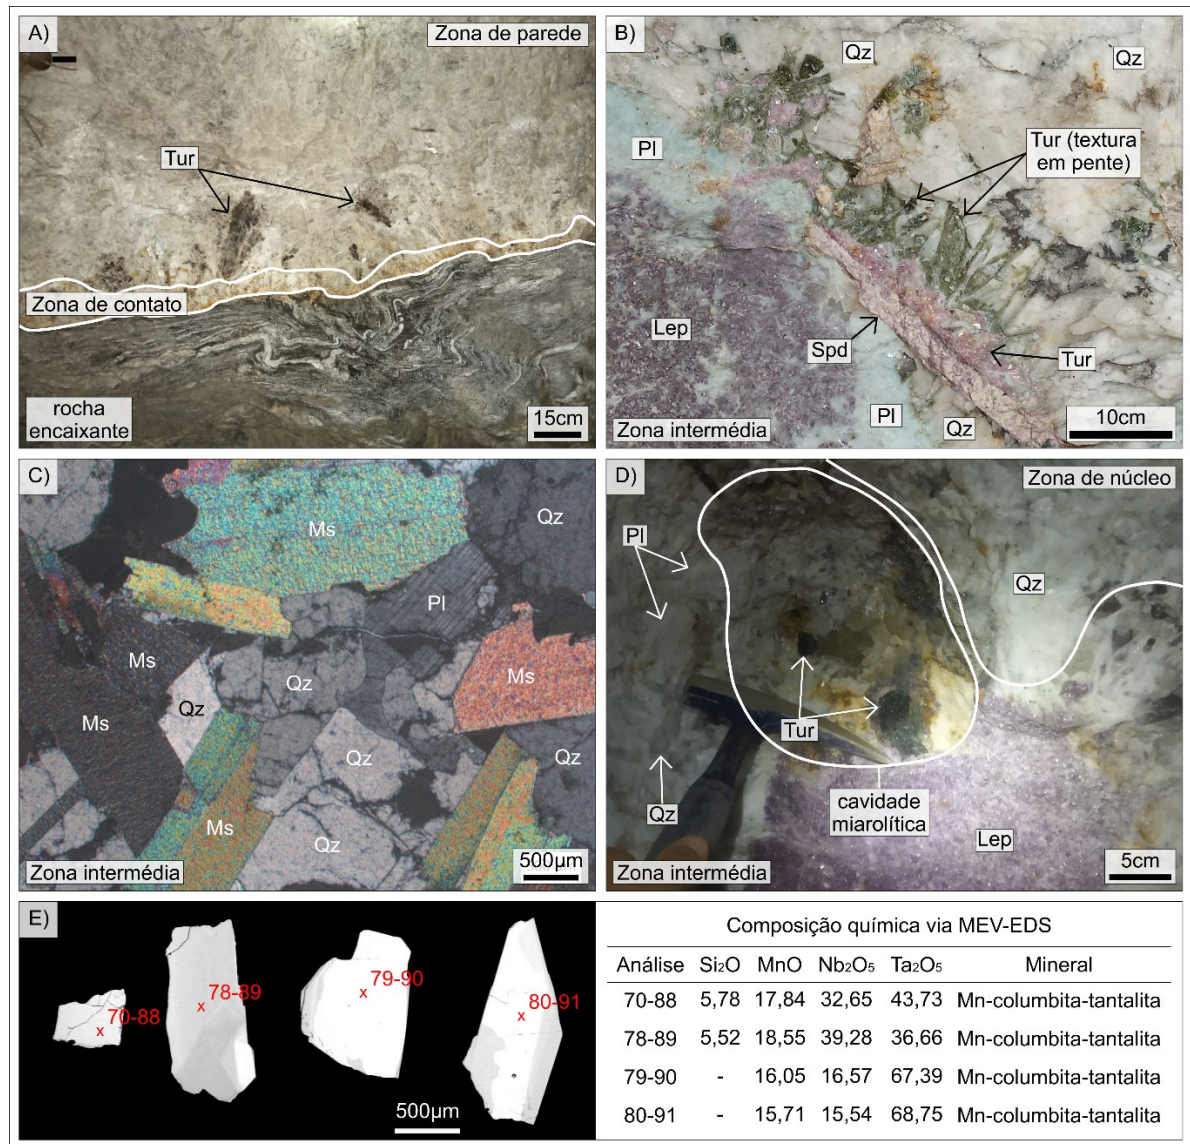 A)
Zona de parede
Tur
Zona de contato
rocha
encaixante
15cm
B)
Qz
Qz
Pl
Tur (textura
em pente)
Lep
Spd
Tur
Pl
Qz
Zona intermédia
10cm
C)
Ms
Qz
Pl
Ms
Qz
Ms
Ms
Qz
Qz
Qz
Ms
Qz
Zona intermédia
500µm
D)
Zona de núcleo
Pl
Qz
Tur
Qz
cavidade
miarolítica
Lep
Zona intermédia
5cm
E)
70-88
78-89
79-90
80-91
500µm
Composição química via MEV-EDS
Análise Si₂O MnO Nb₂O₅ Ta₂O₅ Mineral
70-88 5,78 17,84 32,65 43,73 Mn-columbita-tantalita
78-89 5,52 18,55 39,28 36,66 Mn-columbita-tantalita
79-90 - 16,05 16,57 67,39 Mn-columbita-tantalita
80-91 - 15,71 15,54 68,75 Mn-columbita-tantalita